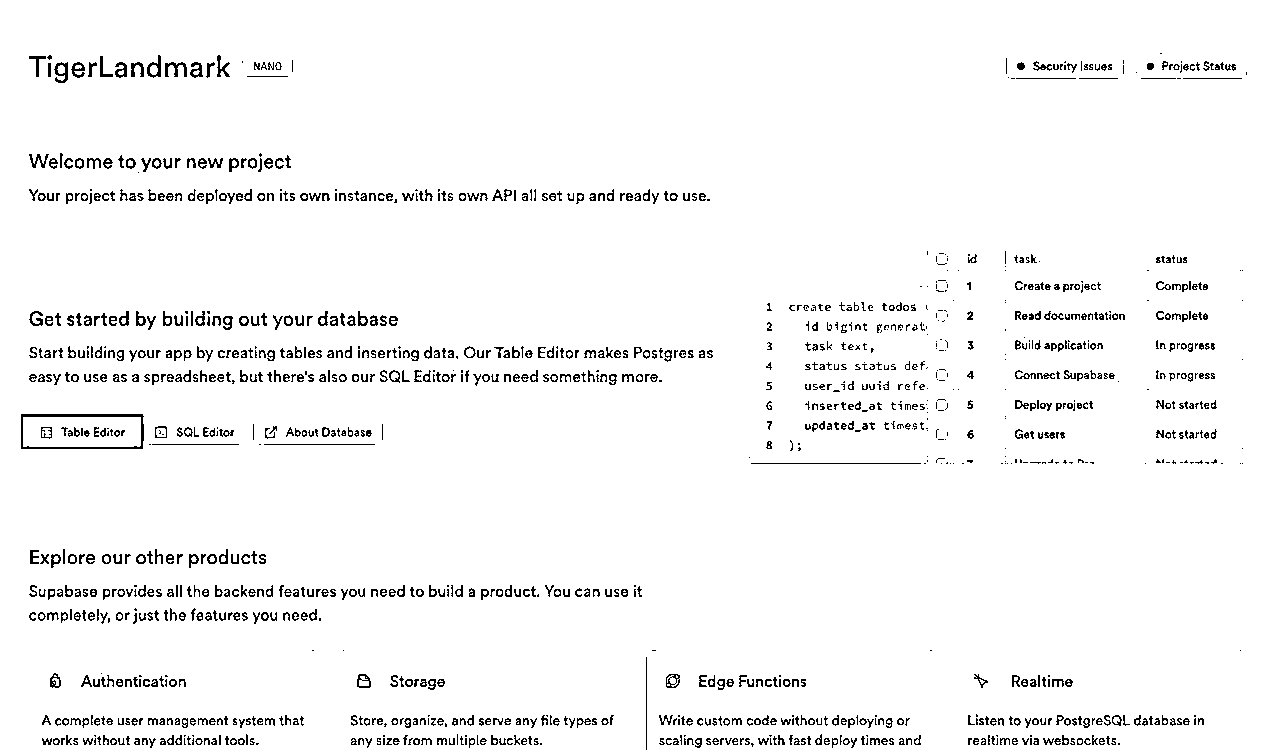 TigerLandmark NANO
Security Issues
Project Status
Welcome to your new project
Your project has been deployed on its own instance, with its own API all set up and ready to use.
Get started by building out your database
Start building your app by creating tables and inserting data. Our Table Editor makes Postgres as
easy to use as a spreadsheet, but there's also our SQL Editor if you need something more.
Table Editor
SQL Editor
About Database
1 create table todos
2 id bigint generat
3 task text,
4 status status def
5 user_id uuid refe
6 inserted_at times
7 updated_at timest
8 );
id task status
1 Create a project Complete
2 Read documentation Complete
3 Build application In progress
4 Connect Supabase In progress
5 Deploy project Not started
6 Get users Not started
Explore our other products
Supabase provides all the backend features you need to build a product. You can use it
completely, or just the features you need.
Authentication
A complete user management system that
works without any additional tools.
Storage
Store, organize, and serve any file types of
any size from multiple buckets.
Edge Functions
Write custom code without deploying or
scaling servers, with fast deploy times and
Realtime
Listen to your PostgreSQL database in
realtime via websockets.